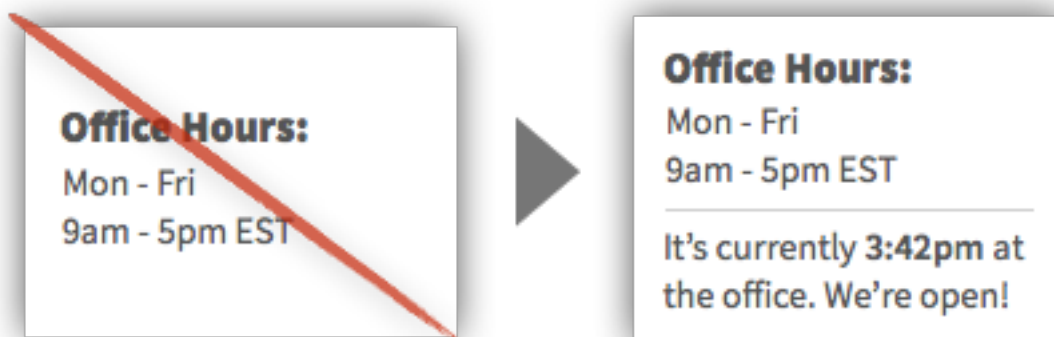 Office Hours:
Mon - Fri
9am - 5pm EST
Office Hours:
Mon - Fri
9am - 5pm EST
It’s currently 3:42pm at
the office. We’re open!